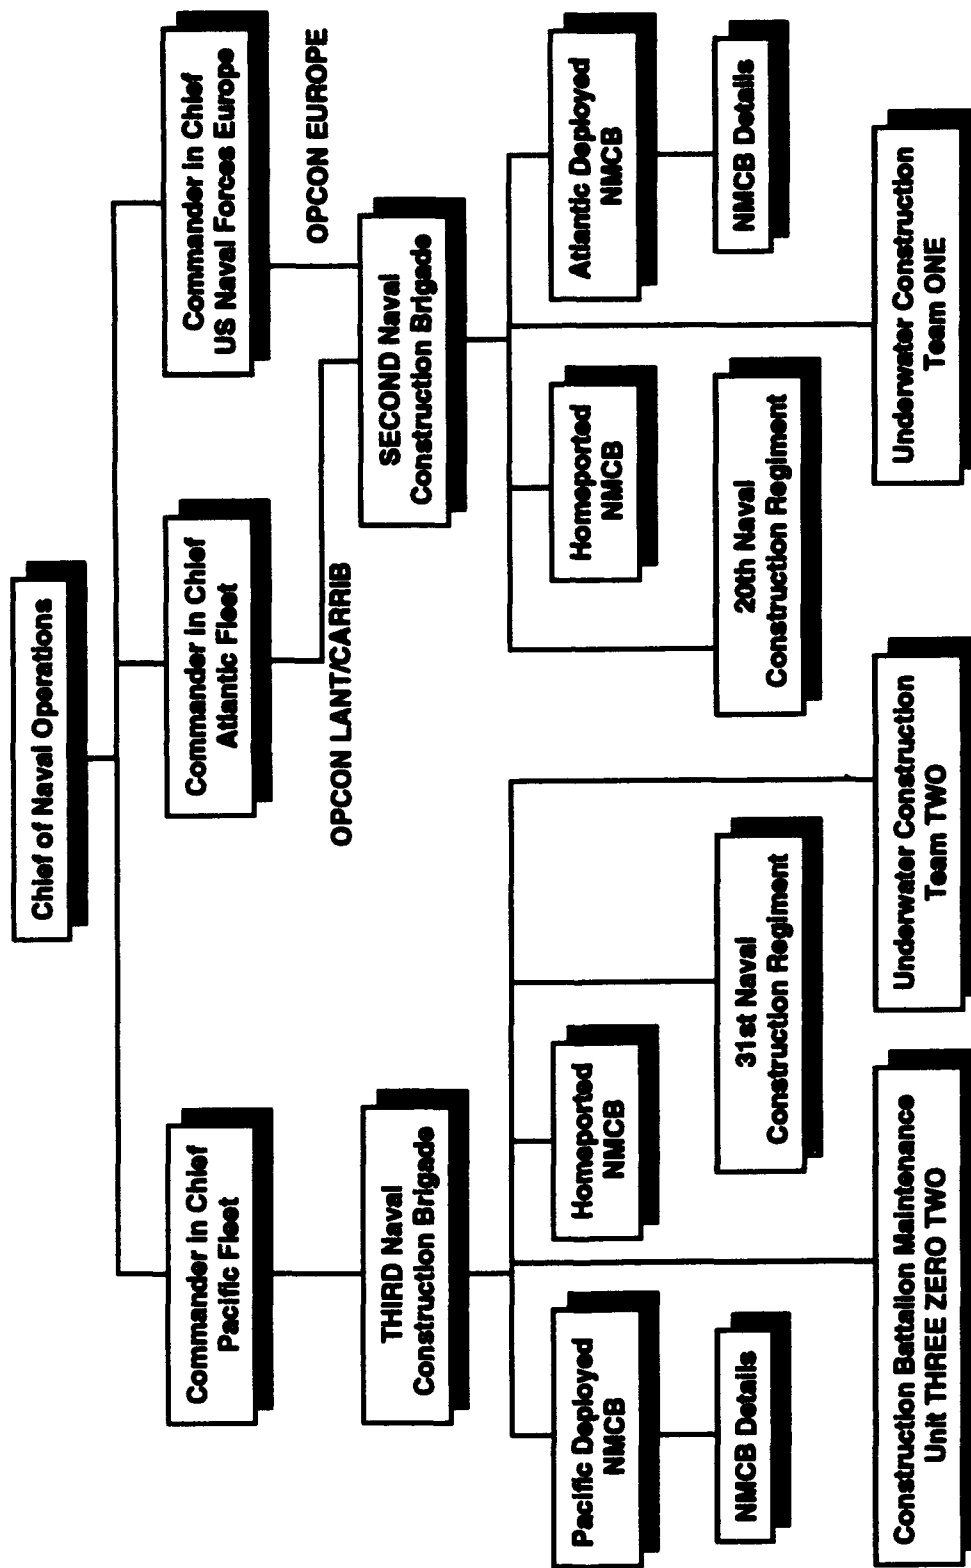 Chief of Naval Operations
Commander in Chief
Pacific Fleet
Commander in Chief
Atlantic Fleet
Commander in Chief
US Naval Forces Europe
OPCON LANT/CARRIB
OPCON EUROPE
THIRD Naval
Construction Brigade
SECOND Naval
Construction Brigade
Pacific Deployed
NMCB
Homeported
NMCB
Homeported
NMCB
Atlantic Deployed
NMCB
NMCB Details
31st Naval
Construction Regiment
20th Naval
Construction Regiment
NMCB Details
Construction Battalion Maintenance
Unit THREE ZERO TWO
Underwater Construction
Team TWO
Underwater Construction
Team ONE